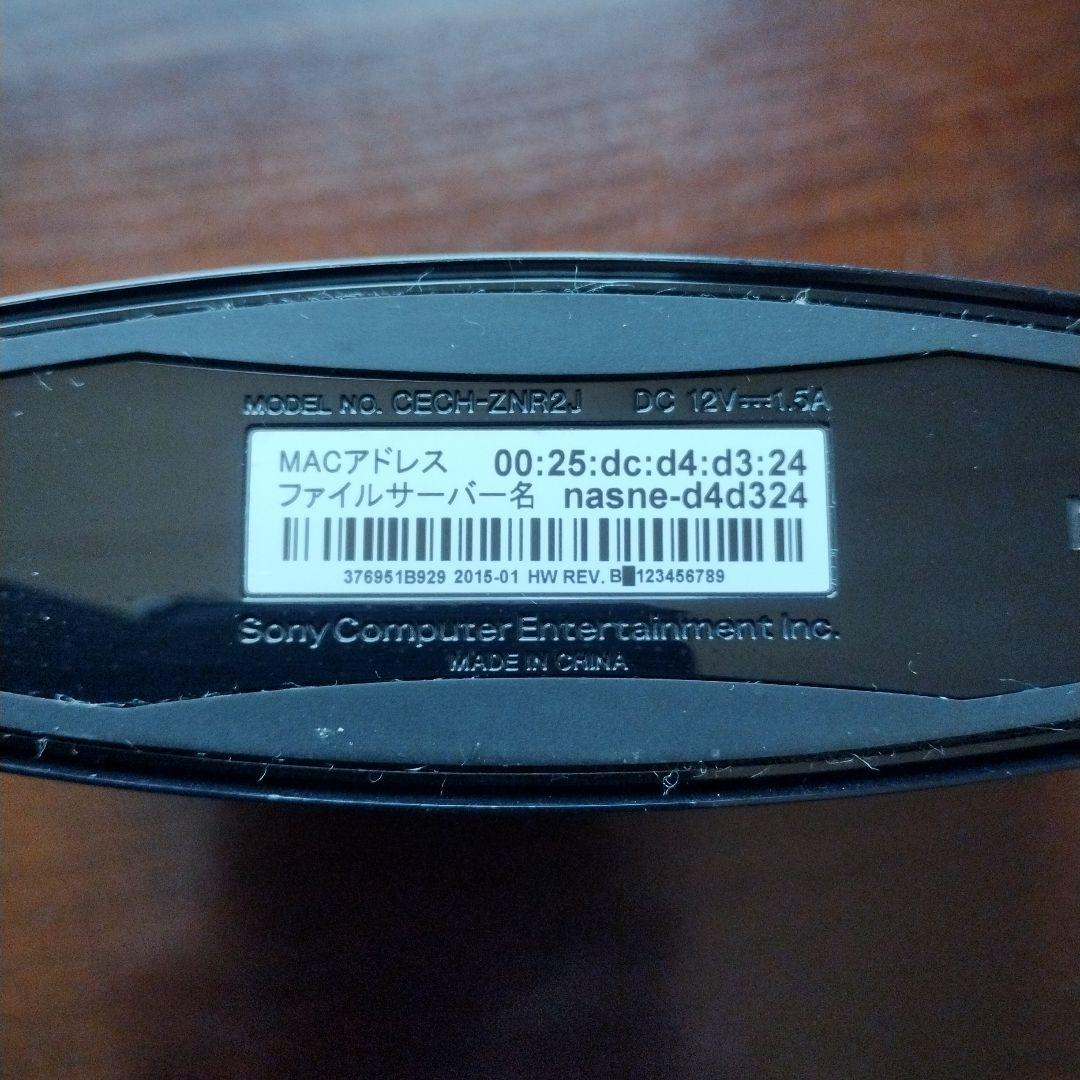 MODEL NO. CECH-ZNR2J DC 12V⎓1.5A
MACアドレス 00:25:dc:d4:d3:24
ファイルサーバー名 nasne-d4d324
376951B929 2015-01 HW REV. B■123456789
Sony Computer Entertainment Inc.
MADE IN CHINA